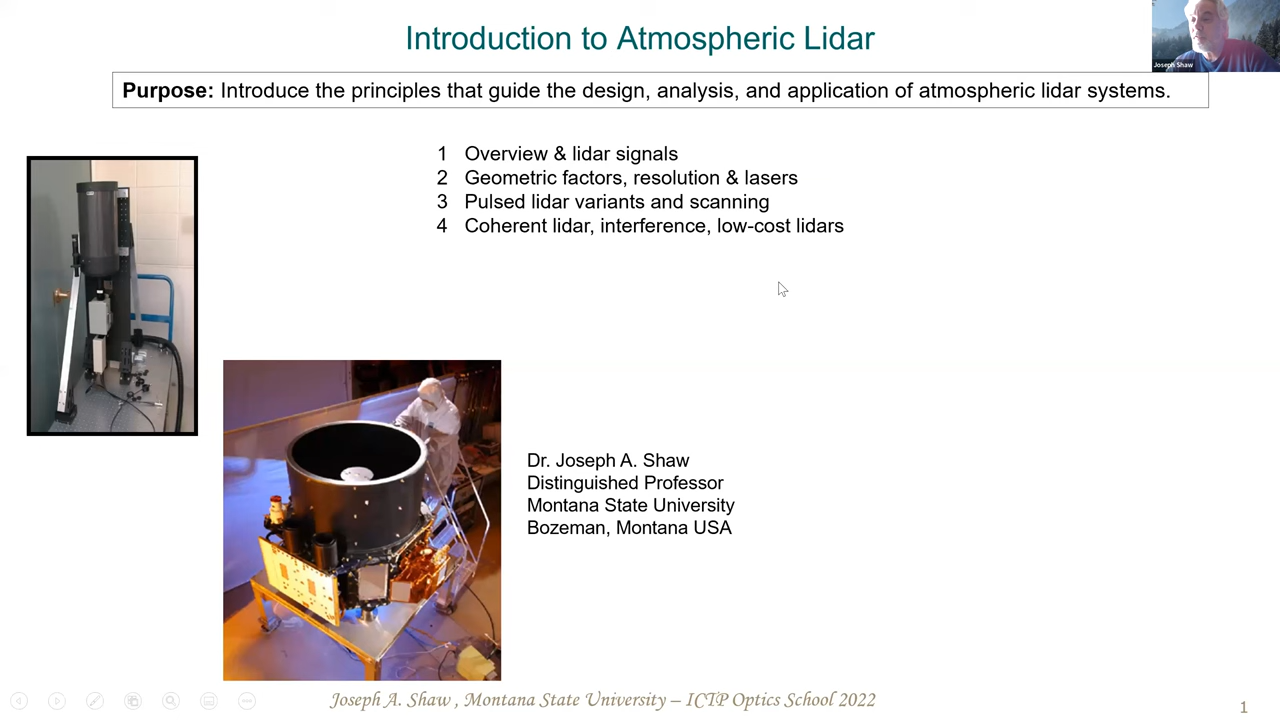 Introduction to Atmospheric Lidar
Joseph Shaw
Purpose: Introduce the principles that guide the design, analysis, and application of atmospheric lidar systems.
1 Overview & lidar signals
2 Geometric factors, resolution & lasers
3 Pulsed lidar variants and scanning
4 Coherent lidar, interference, low-cost lidars
Dr. Joseph A. Shaw
Distinguished Professor
Montana State University
Bozeman, Montana USA
Joseph A. Shaw , Montana State University – ICTP Optics School 2022
1